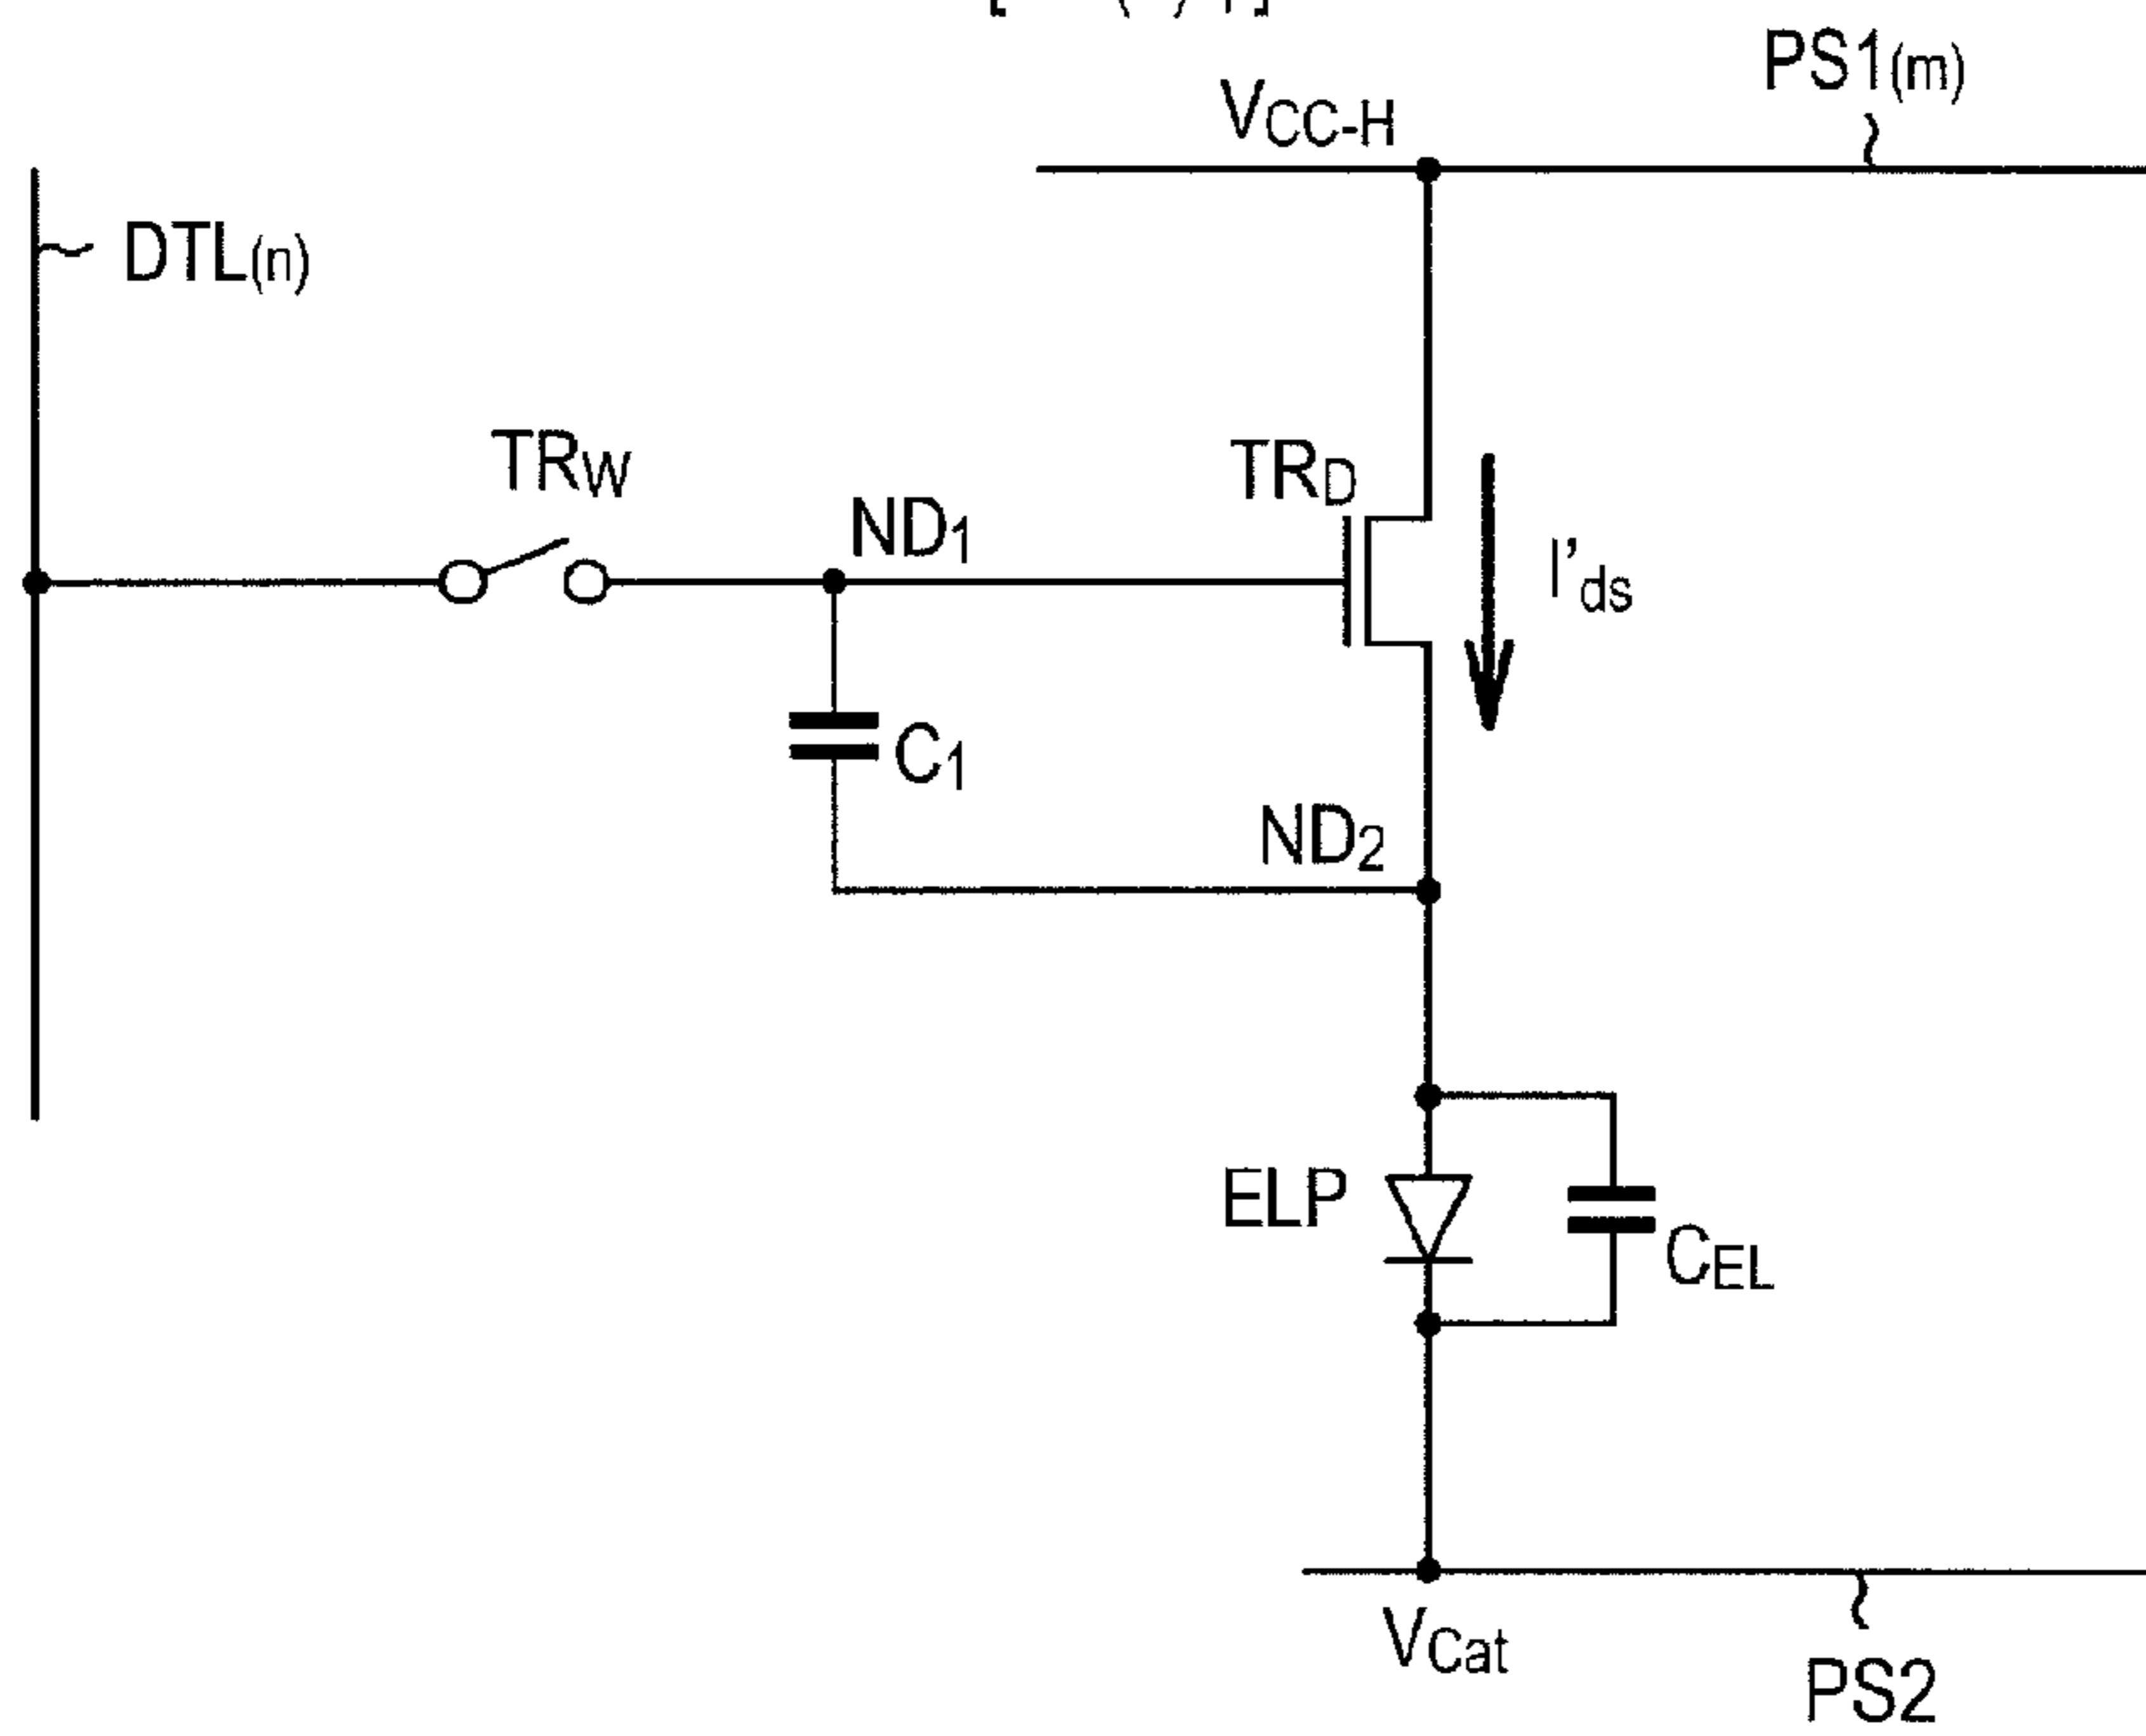 PS1(m)
VCC-H
DTL(n)
TRW
ND1
TRD
I'ds
C1
ND2
ELP
CEL
VCat
PS2